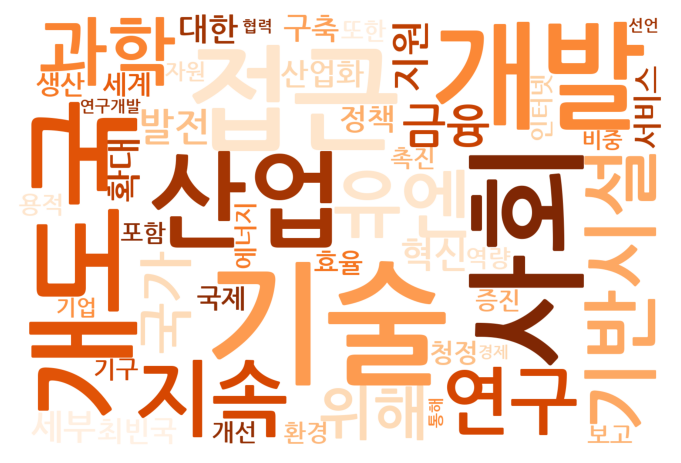 과학
대한
협력
구축
또한
지원
개발
선언
생산
세계
자원
접근
산업화
금융
인터넷
서비스
연구개발
발전
정책
비중
개도국
확대
산업
유엔
촉진
사회
기반시설
용적
포함
에너지
효율
혁신
역량
국가
기업
국제
기술
증진
기구
지속
위해
청정
경제
연구
세부
최빈국
개선
환경
통해
보고